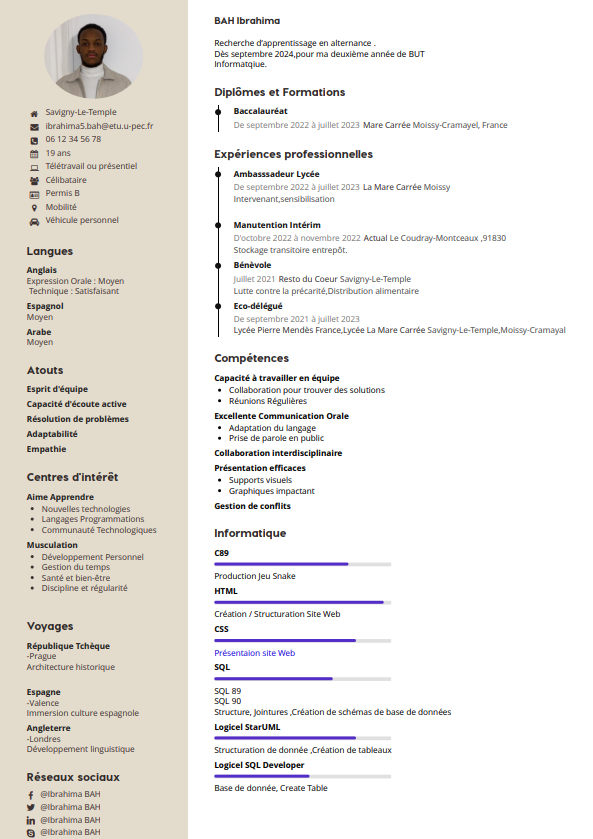 Savigny-Le-Temple
ibrahima5.bah@etu.u-pec.fr
06 12 34 56 78
19 ans
Télétravail ou présentiel
Célibataire
Permis B
Mobilité
Véhicule personnel
Langues
Anglais
Expression Orale : Moyen
Technique : Satisfaisant
Espagnol
Moyen
Arabe
Moyen
Atouts
Esprit d'équipe
Capacité d'écoute active
Résolution de problèmes
Adaptabilité
Empathie
Centres d'intérêt
Aime Apprendre
• Nouvelles technologies
• Langages Programmations
• Communauté Technologiques
Musculation
• Développement Personnel
• Gestion du temps
• Santé et bien-être
• Discipline et régularité
Voyages
République Tchèque
-Prague
Architecture historique
Espagne
-Valence
Immersion culture espagnole
Angleterre
-Londres
Développement linguistique
Réseaux sociaux
@Ibrahima BAH
@Ibrahima BAH
@Ibrahima BAH
@Ibrahima BAH
BAH Ibrahima
Recherche d'apprentissage en alternance .
Dès septembre 2024,pour ma deuxième année de BUT
Informatqiue.
Diplômes et Formations
Baccalauréat
De septembre 2022 à juillet 2023 Mare Carrée Moissy-Cramayel, France
Expériences professionnelles
Ambasssadeur Lycée
De septembre 2022 à juillet 2023 La Mare Carrée Moissy
Intervenant,sensibilisation
Manutention Intérim
D'octobre 2022 à novembre 2022 Actual Le Coudray-Montceaux ,91830
Stockage transitoire entrepôt.
Bénèvole
Juillet 2021 Resto du Coeur Savigny-Le-Temple
Lutte contre la précarité,Distribution alimentaire
Eco-délégué
De septembre 2021 à juillet 2023
Lycée Pierre Mendès France,Lycée La Mare Carrée Savigny-Le-Temple,Moissy-Cramayal
Compétences
Capacité à travailler en équipe
• Collaboration pour trouver des solutions
• Réunions Régulières
Excellente Communication Orale
• Adaptation du langage
• Prise de parole en public
Collaboration interdisciplinaire
Présentation efficaces
• Supports visuels
• Graphiques impactant
Gestion de conflits
Informatique
C89
Production Jeu Snake
HTML
Création / Structuration Site Web
CSS
Présentaion site Web
SQL
SQL 89
SQL 90
Structure, Jointures ,Création de schémas de base de données
Logicel StarUML
Structuration de donnée ,Création de tableaux
Logicel SQL Developer
Base de donnée, Create Table